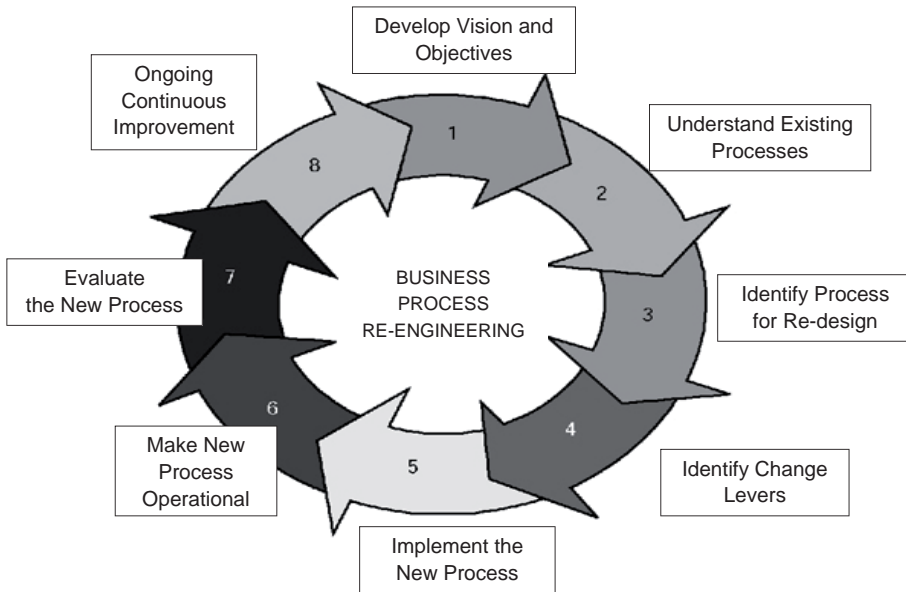 Develop Vision and
Objectives
1
Understand Existing
Processes
2
Identify Process
for Re-design
3
Identify Change
Levers
4
Implement the
New Process
5
Make New
Process
Operational
6
Evaluate
the New Process
7
Ongoing
Continuous
Improvement
8
BUSINESS
PROCESS
RE-ENGINEERING